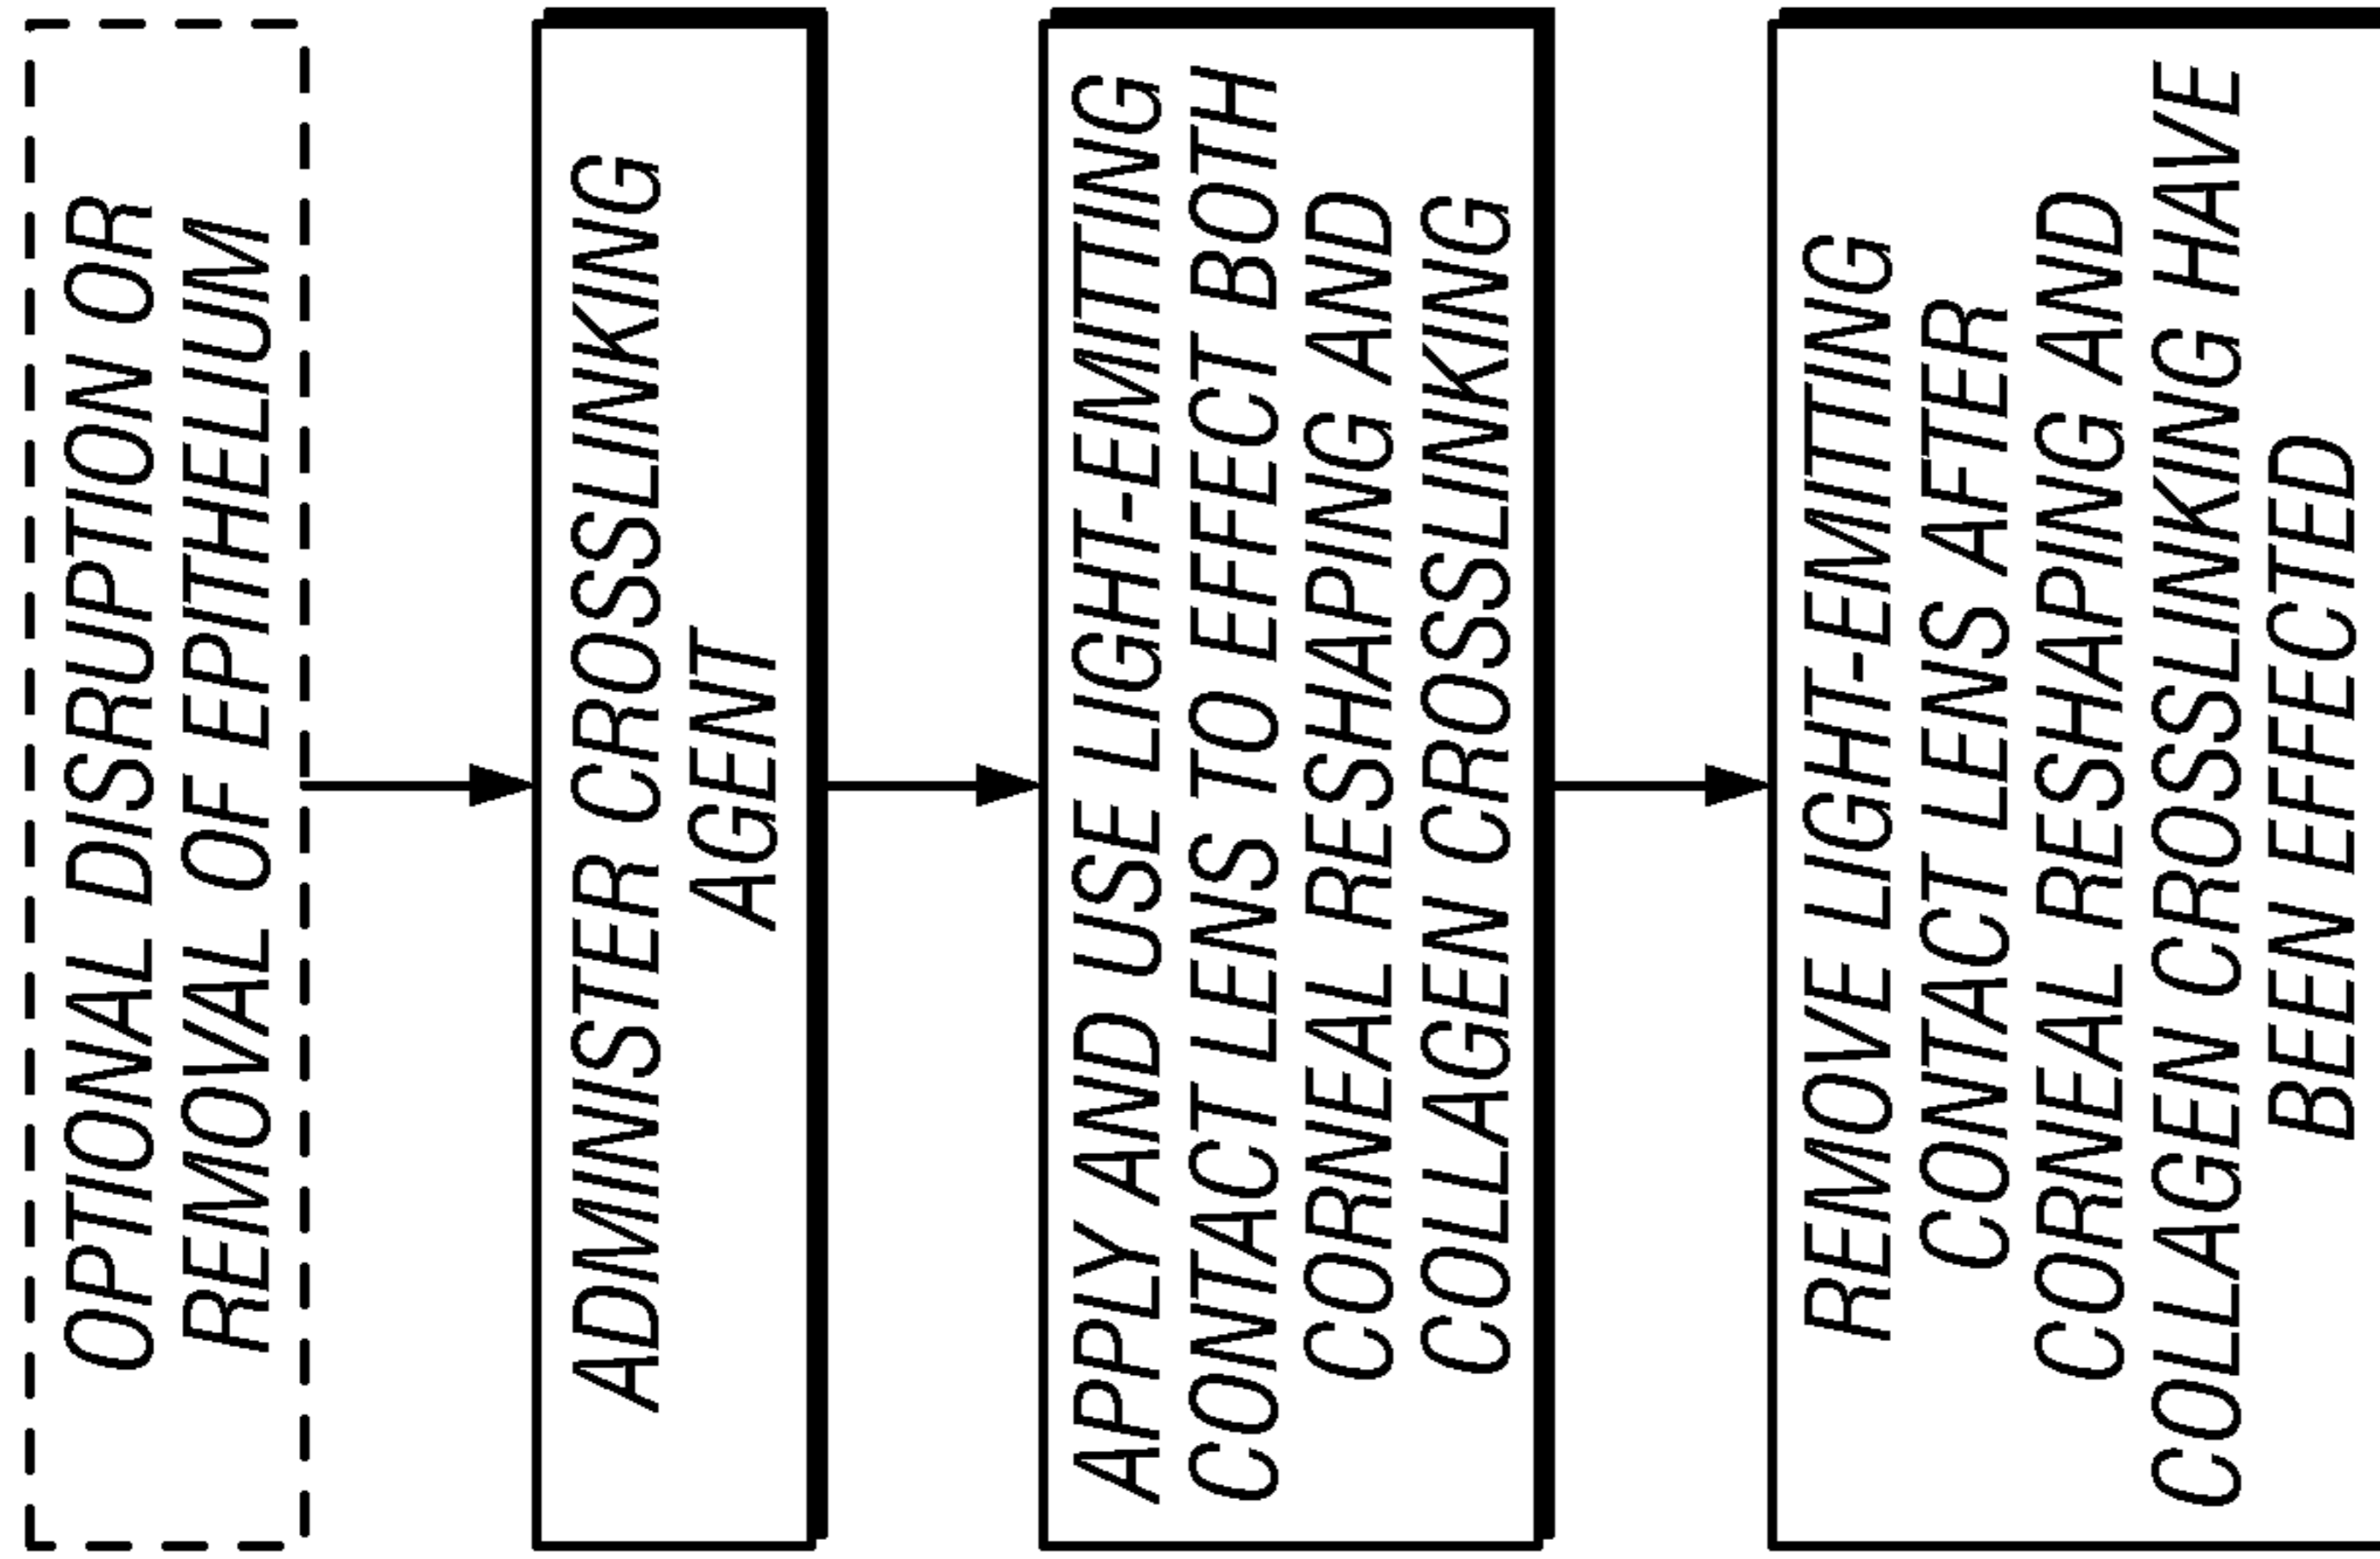 OPTIONAL DISRUPTION OR
REMOVAL OF EPITHELIUM
ADMINISTER CROSSLINKING
AGENT
APPLY AND USE LIGHT-EMITTING
CONTACT LENS TO EFFECT BOTH
CORNEAL RESHAPING AND
COLLAGEN CROSSLINKING
REMOVE LIGHT-EMITTING
CONTACT LENS AFTER
CORNEAL RESHAPING AND
COLLAGEN CROSSLINKING HAVE
BEEN EFFECTED